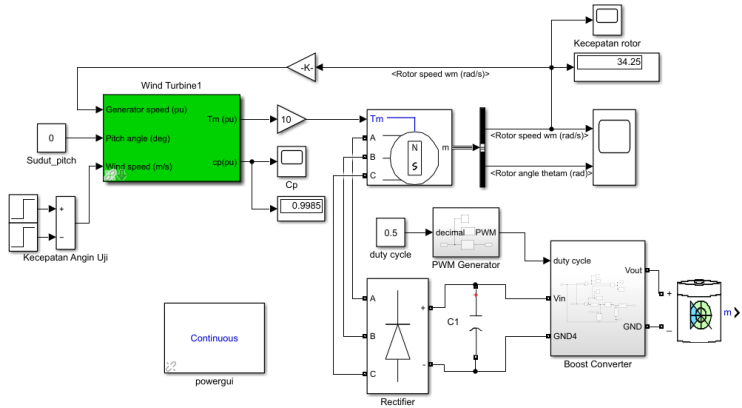 Kecepatan rotor
-K-
<Rotor speed wm (rad/s)>
34.25
Wind Turbine1
Generator speed (pu)
Pitch angle (deg)
Wind speed (m/s)
Tm (pu)
cp(pu)
0
Sudut_pitch
10
Tm
A
B
C
N
S
m
<Rotor speed wm (rad/s)>
<Rotor angle thetam (rad)>
Cp
0.9985
+
−
Kecepatan Angin Uji
0.5
duty cycle
decimal
PWM
PWM Generator
duty cycle
Vin
GND4
Vout
GND
Boost Converter
+
_
m
A
B
C
+
-
Rectifier
+
C1
Continuous
powergui